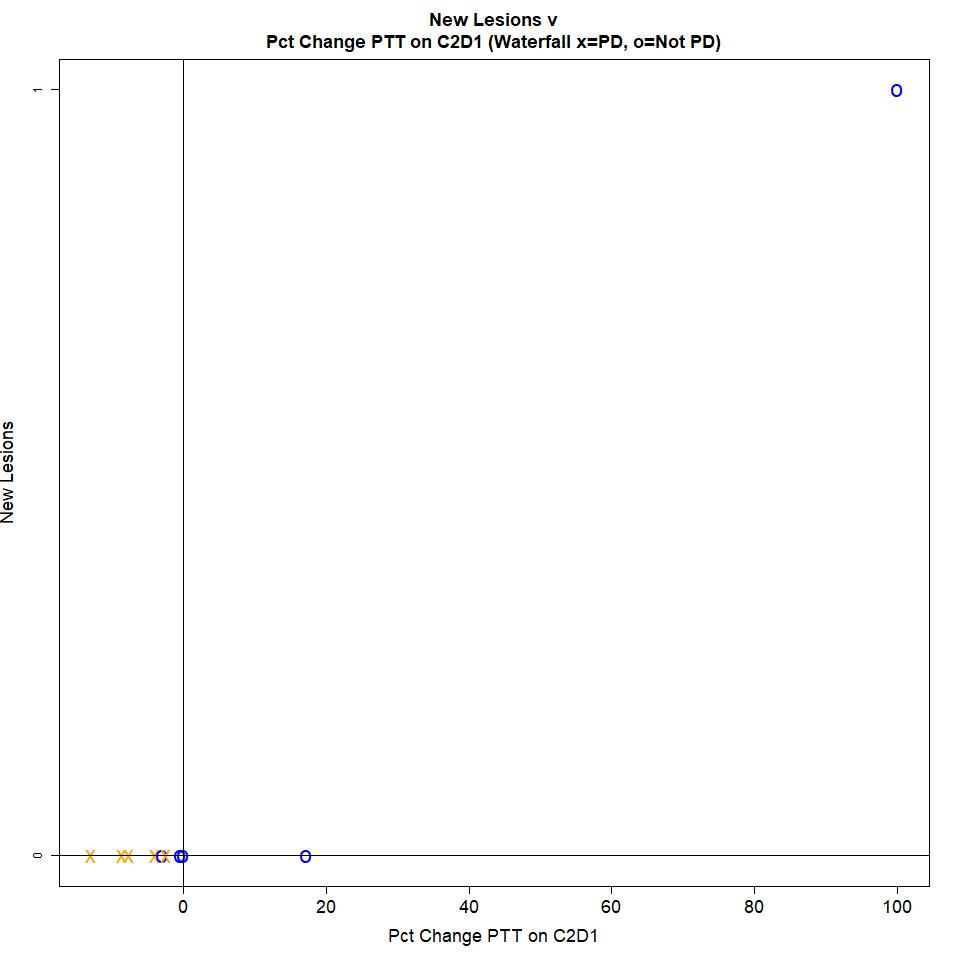 New Lesions v
Pct Change PTT on C2D1 (Waterfall x=PD, o=Not PD)
1
New Lesions
0
0 20 40 60 80 100
Pct Change PTT on C2D1